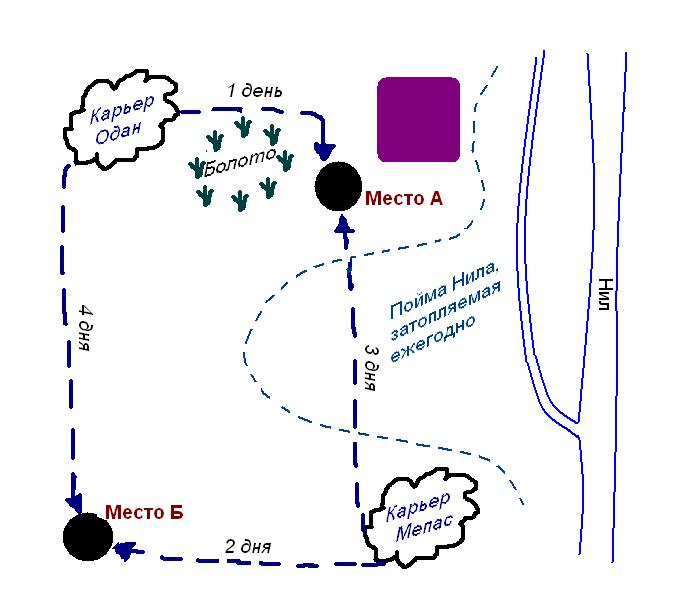 1 день
Карьер
Одан
Болото
Место А
Пойма Нила,
затопляемая
ежегодно
Нил
4 дня
3 дня
Место Б
Карьер
Мепас
2 дня